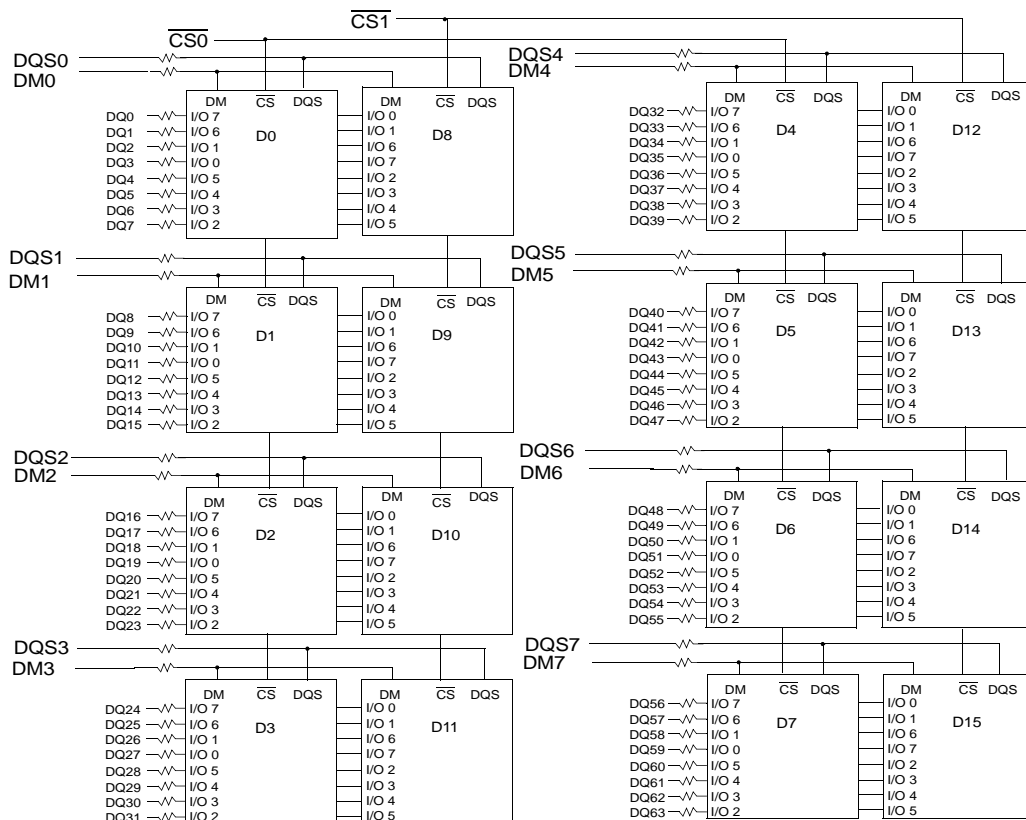 CS1
CS0
DQS0
DM0
DM CS DQS
DM CS DQS
D0
D8
DQ0 I/O 7 I/O 0
DQ1 I/O 6 I/O 1
DQ2 I/O 1 I/O 6
DQ3 I/O 0 I/O 7
DQ4 I/O 5 I/O 2
DQ5 I/O 4 I/O 3
DQ6 I/O 3 I/O 4
DQ7 I/O 2 I/O 5
DQS1
DM1
DM CS DQS
DM CS DQS
D1
D9
DQ8 I/O 7 I/O 0
DQ9 I/O 6 I/O 1
DQ10 I/O 1 I/O 6
DQ11 I/O 0 I/O 7
DQ12 I/O 5 I/O 2
DQ13 I/O 4 I/O 3
DQ14 I/O 3 I/O 4
DQ15 I/O 2 I/O 5
DQS2
DM2
DM CS DQS
DM CS DQS
D2
D10
DQ16 I/O 7 I/O 0
DQ17 I/O 6 I/O 1
DQ18 I/O 1 I/O 6
DQ19 I/O 0 I/O 7
DQ20 I/O 5 I/O 2
DQ21 I/O 4 I/O 3
DQ22 I/O 3 I/O 4
DQ23 I/O 2 I/O 5
DQS3
DM3
DM CS DQS
DM CS DQS
D3
D11
DQ24 I/O 7 I/O 0
DQ25 I/O 6 I/O 1
DQ26 I/O 1 I/O 6
DQ27 I/O 0 I/O 7
DQ28 I/O 5 I/O 2
DQ29 I/O 4 I/O 3
DQ30 I/O 3 I/O 4
DQ31 I/O 2 I/O 5
DQS4
DM4
DM CS DQS
DM CS DQS
D4
D12
DQ32 I/O 7 I/O 0
DQ33 I/O 6 I/O 1
DQ34 I/O 1 I/O 6
DQ35 I/O 0 I/O 7
DQ36 I/O 5 I/O 2
DQ37 I/O 4 I/O 3
DQ38 I/O 3 I/O 4
DQ39 I/O 2 I/O 5
DQS5
DM5
DM CS DQS
DM CS DQS
D5
D13
DQ40 I/O 7 I/O 0
DQ41 I/O 6 I/O 1
DQ42 I/O 1 I/O 6
DQ43 I/O 0 I/O 7
DQ44 I/O 5 I/O 2
DQ45 I/O 4 I/O 3
DQ46 I/O 3 I/O 4
DQ47 I/O 2 I/O 5
DQS6
DM6
DM CS DQS
DM CS DQS
D6
D14
DQ48 I/O 7 I/O 0
DQ49 I/O 6 I/O 1
DQ50 I/O 1 I/O 6
DQ51 I/O 0 I/O 7
DQ52 I/O 5 I/O 2
DQ53 I/O 4 I/O 3
DQ54 I/O 3 I/O 4
DQ55 I/O 2 I/O 5
DQS7
DM7
DM CS DQS
DM CS DQS
D7
D15
DQ56 I/O 7 I/O 0
DQ57 I/O 6 I/O 1
DQ58 I/O 1 I/O 6
DQ59 I/O 0 I/O 7
DQ60 I/O 5 I/O 2
DQ61 I/O 4 I/O 3
DQ62 I/O 3 I/O 4
DQ63 I/O 2 I/O 5